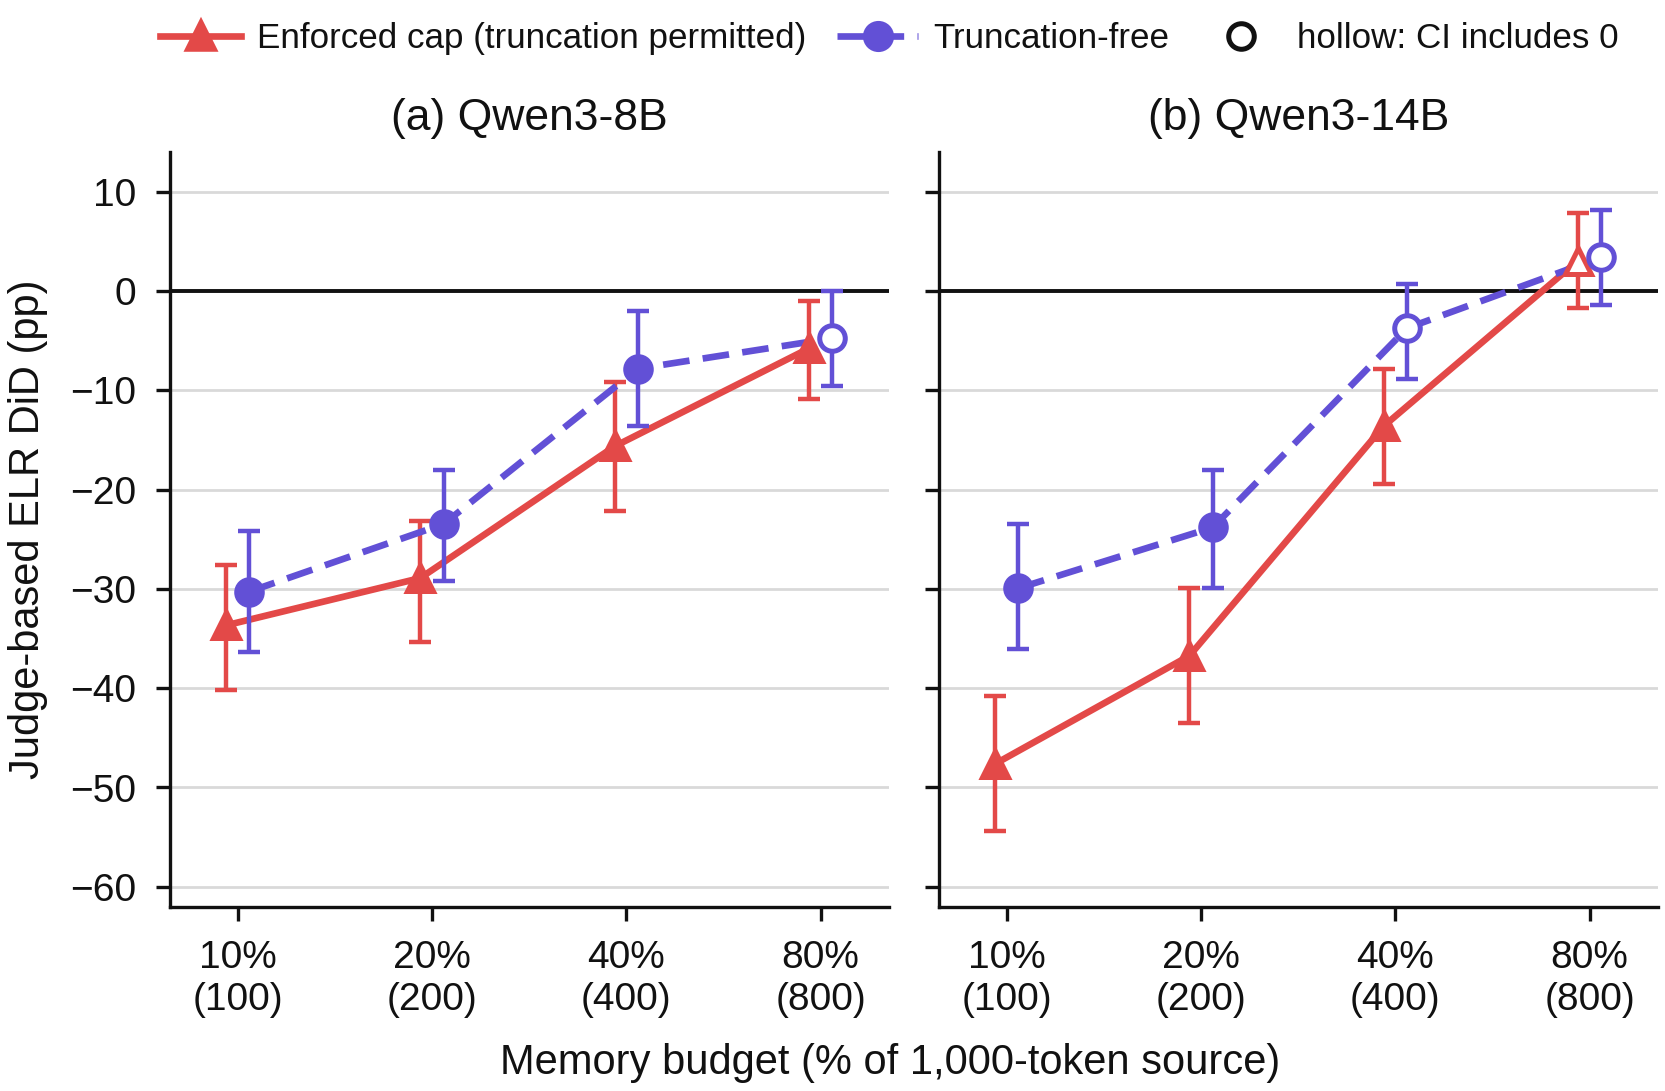 Enforced cap (truncation permitted) Truncation-free hollow: CI includes 0
(a) Qwen3-8B (b) Qwen3-14B
Judge-based ELR DiD (pp)
10
0
−10
−20
−30
−40
−50
−60
10% 20% 40% 80% 10% 20% 40% 80%
(100) (200) (400) (800) (100) (200) (400) (800)
Memory budget (% of 1,000-token source)